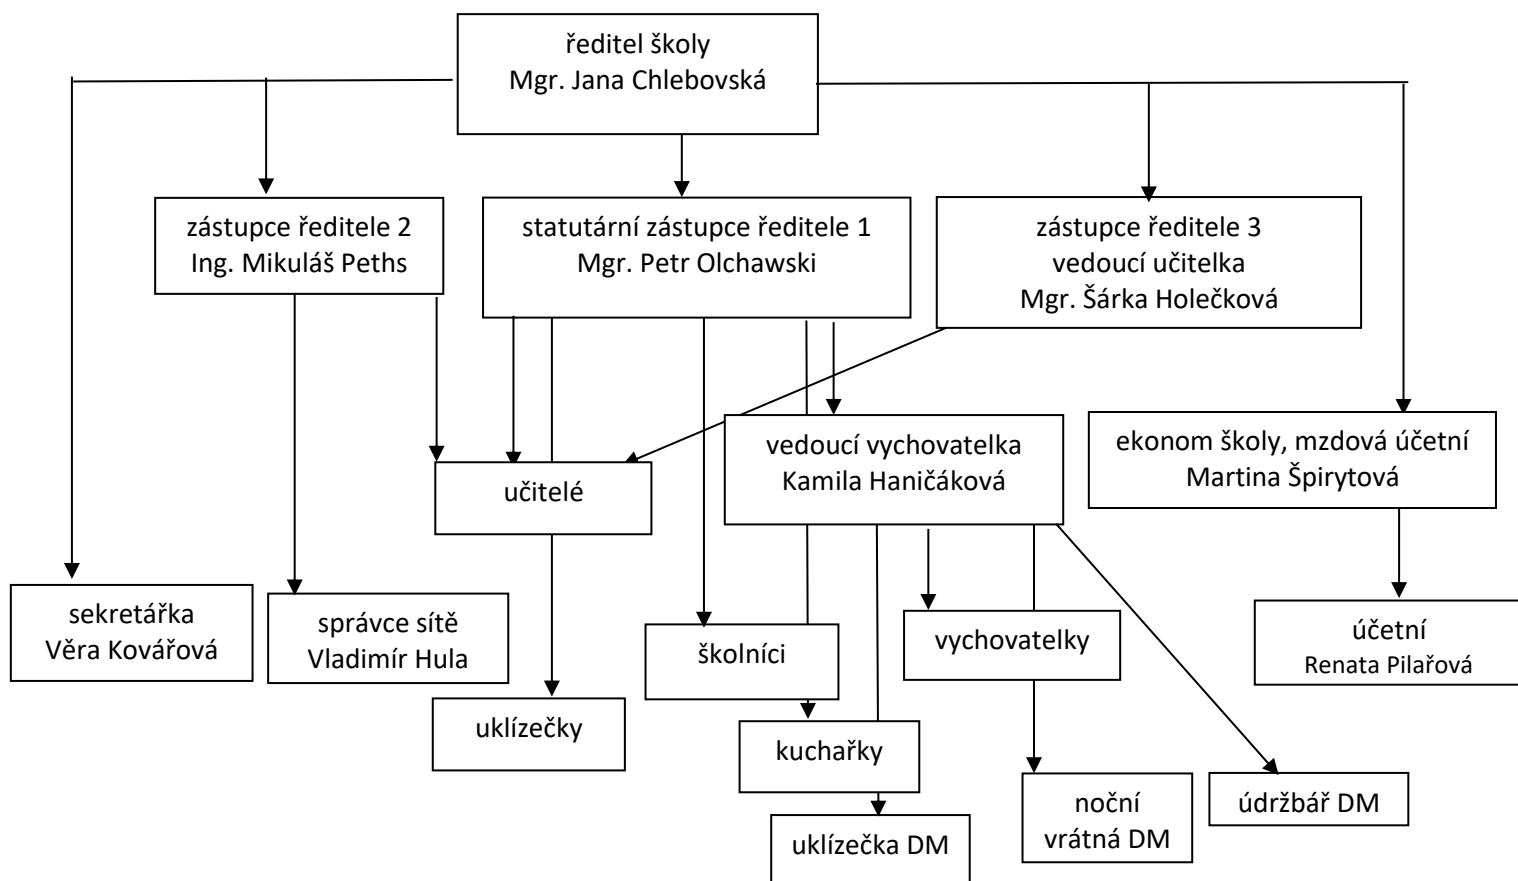 ředitel školy
Mgr. Jana Chlebovská
zástupce ředitele 2
Ing. Mikuláš Peths
statutární zástupce ředitele 1
Mgr. Petr Olchawski
zástupce ředitele 3
vedoucí učitelka
Mgr. Šárka Holečková
učitelé
vedoucí vychovatelka
Kamila Haničáková
ekonom školy, mzdová účetní
Martina Špirytová
sekretářka
Věra Kovářová
správce sítě
Vladimír Hula
školníci
vychovatelky
účetní
Renata Pilařová
uklízečky
kuchařky
noční
vrátná DM
údržbář DM
uklízečka DM